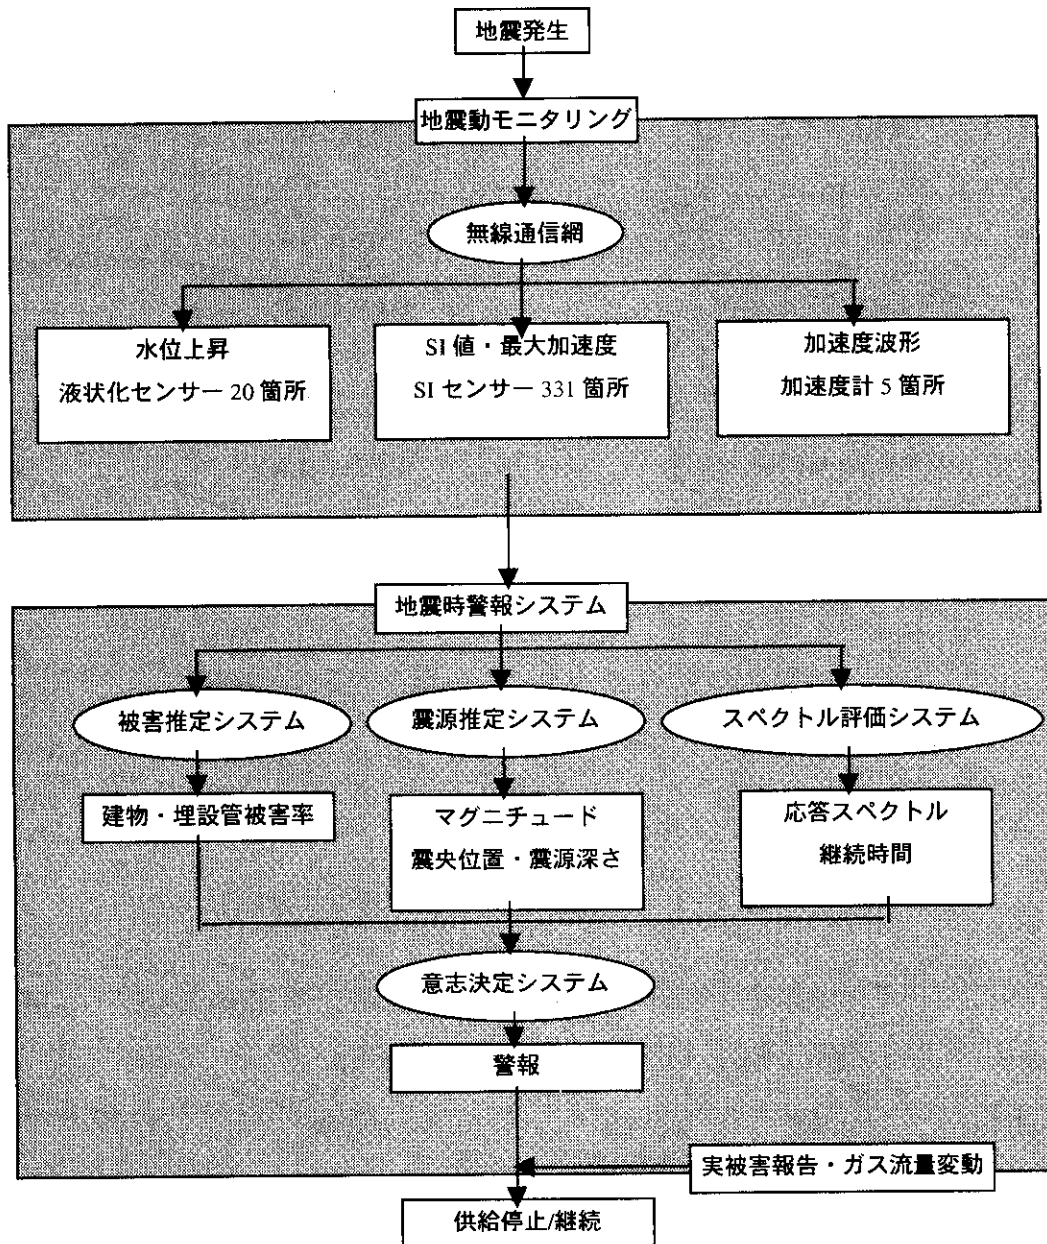 地震発生
地震動モニタリング
無線通信網
水位上昇
液状化センサー 20 箇所
SI 値・最大加速度
SI センサー 331 箇所
加速度波形
加速度計 5 箇所
地震時警報システム
被害推定システム
震源推定システム
スペクトル評価システム
建物・埋設管被害率
マグニチュード
震央位置・震源深さ
応答スペクトル
継続時間
意志決定システム
警報
実被害報告・ガス流量変動
供給停止/継続